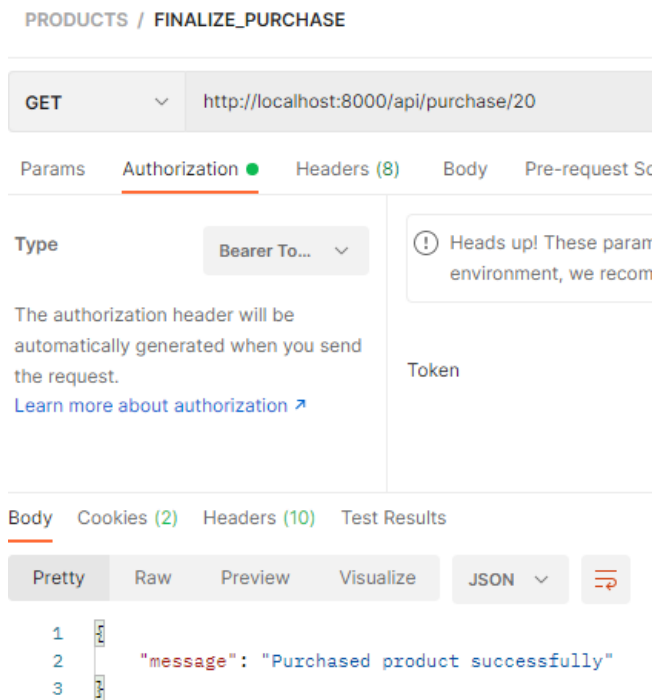 PRODUCTS / FINALIZE_PURCHASE
GET http://localhost:8000/api/purchase/20
Params Authorization Headers (8) Body Pre-request Sc
Type Bearer To...
Heads up! These param
environment, we recom
The authorization header will be
automatically generated when you send
the request.
Learn more about authorization ↗
Token
Body Cookies (2) Headers (10) Test Results
Pretty Raw Preview Visualize JSON
1 {
2 "message": "Purchased product successfully"
3 }